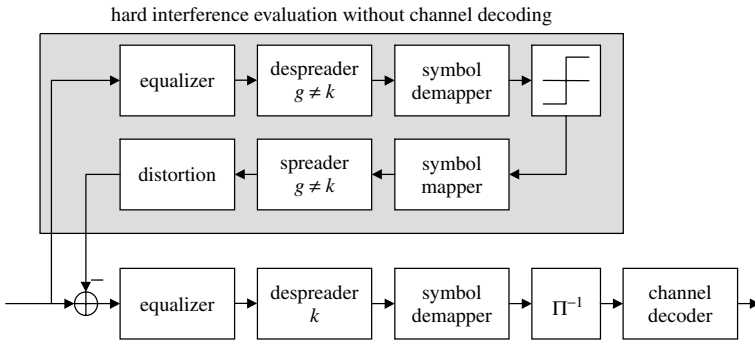 hard interference evaluation without channel decoding
equalizer
despreader
g ≠ k
symbol
demapper
distortion
spreader
g ≠ k
symbol
mapper
−
equalizer
despreader
k
symbol
demapper
Π⁻¹
channel
decoder